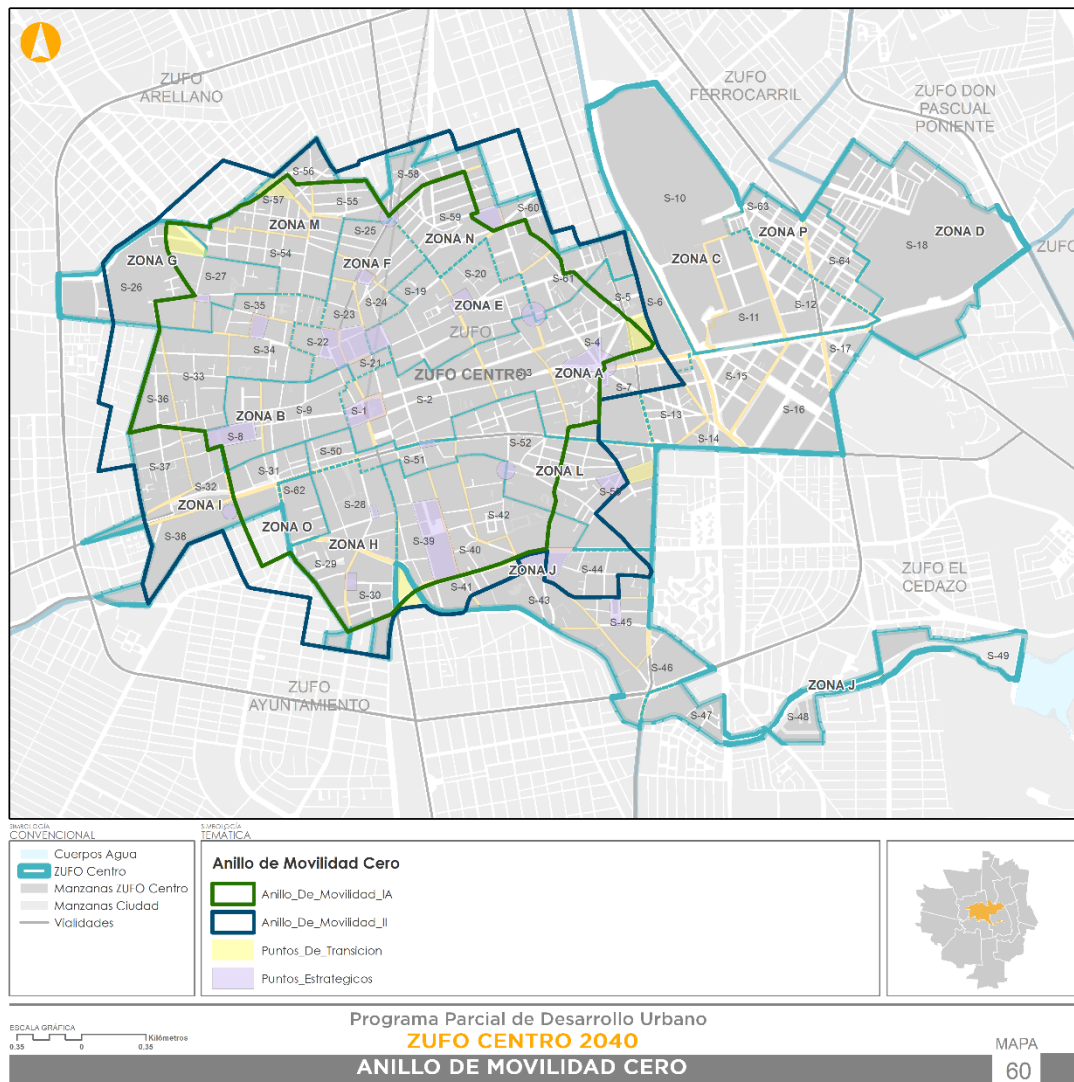 ZUFO
ARELLANO
ZUFO
FERROCARRIL
ZUFO DON
PASCUAL
PONIENTE
S-56
S-58
S-57
S-55
S-10
S-63
S-60
S-59
ZONA M
S-25
ZONA N
ZONA P
ZONA D
S-18
ZUFO
S-54
ZONA G
ZONA F
S-64
ZONA C
S-26
S-27
S-20
S-61
S-19
S-24
S-5
S-6
S-12
S-35
ZONA E
S-23
S-11
ZUFO
S-22
S-4
S-17
S-34
S-21
S-33
ZUFO CENTRO
ZONA A
S-15
S-7
S-36
S-2
S-9
S-1
S-16
ZONA B
S-13
S-8
S-14
S-52
S-50
S-51
S-37
S-31
ZONA L
S-32
S-62
ZONA I
S-28
S-42
ZONA O
S-38
ZONA H
S-39
S-40
S-29
ZONA J
S-44
ZUFO EL
CEDAZO
S-30
S-41
S-43
S-45
S-49
S-46
ZUFO
AYUNTAMIENTO
ZONA J
S-47
S-48
SIMBOLOGÍA
CONVENCIONAL
Cuerpos Agua
ZUFO Centro
Manzanas ZUFO Centro
Manzanas Ciudad
Vialidades
SIMBOLOGÍA
TEMATICA
Anillo de Movilidad Cero
Anillo_De_Movilidad_IA
Anillo_De_Movilidad_II
Puntos_De_Transicion
Puntos_Estrategicos
ESCALA GRÁFICA
Kilómetros
0.35 0 0.35
Programa Parcial de Desarrollo Urbano
ZUFO CENTRO 2040
ANILLO DE MOVILIDAD CERO
MAPA
60